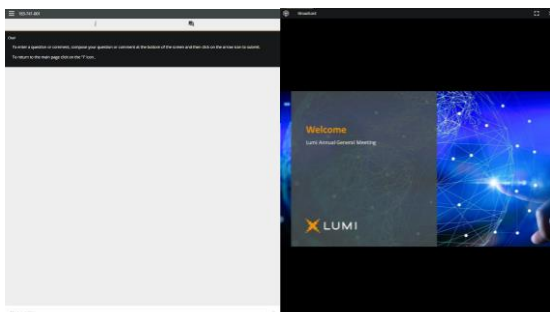 Chat
To enter a question or comment, compose your question or comment at the bottom of the screen and then click on the arrow icon to submit.
To return to the main page click on the "i" icon.
Broadcast
Welcome
Lumi Annual General Meeting
LUMI